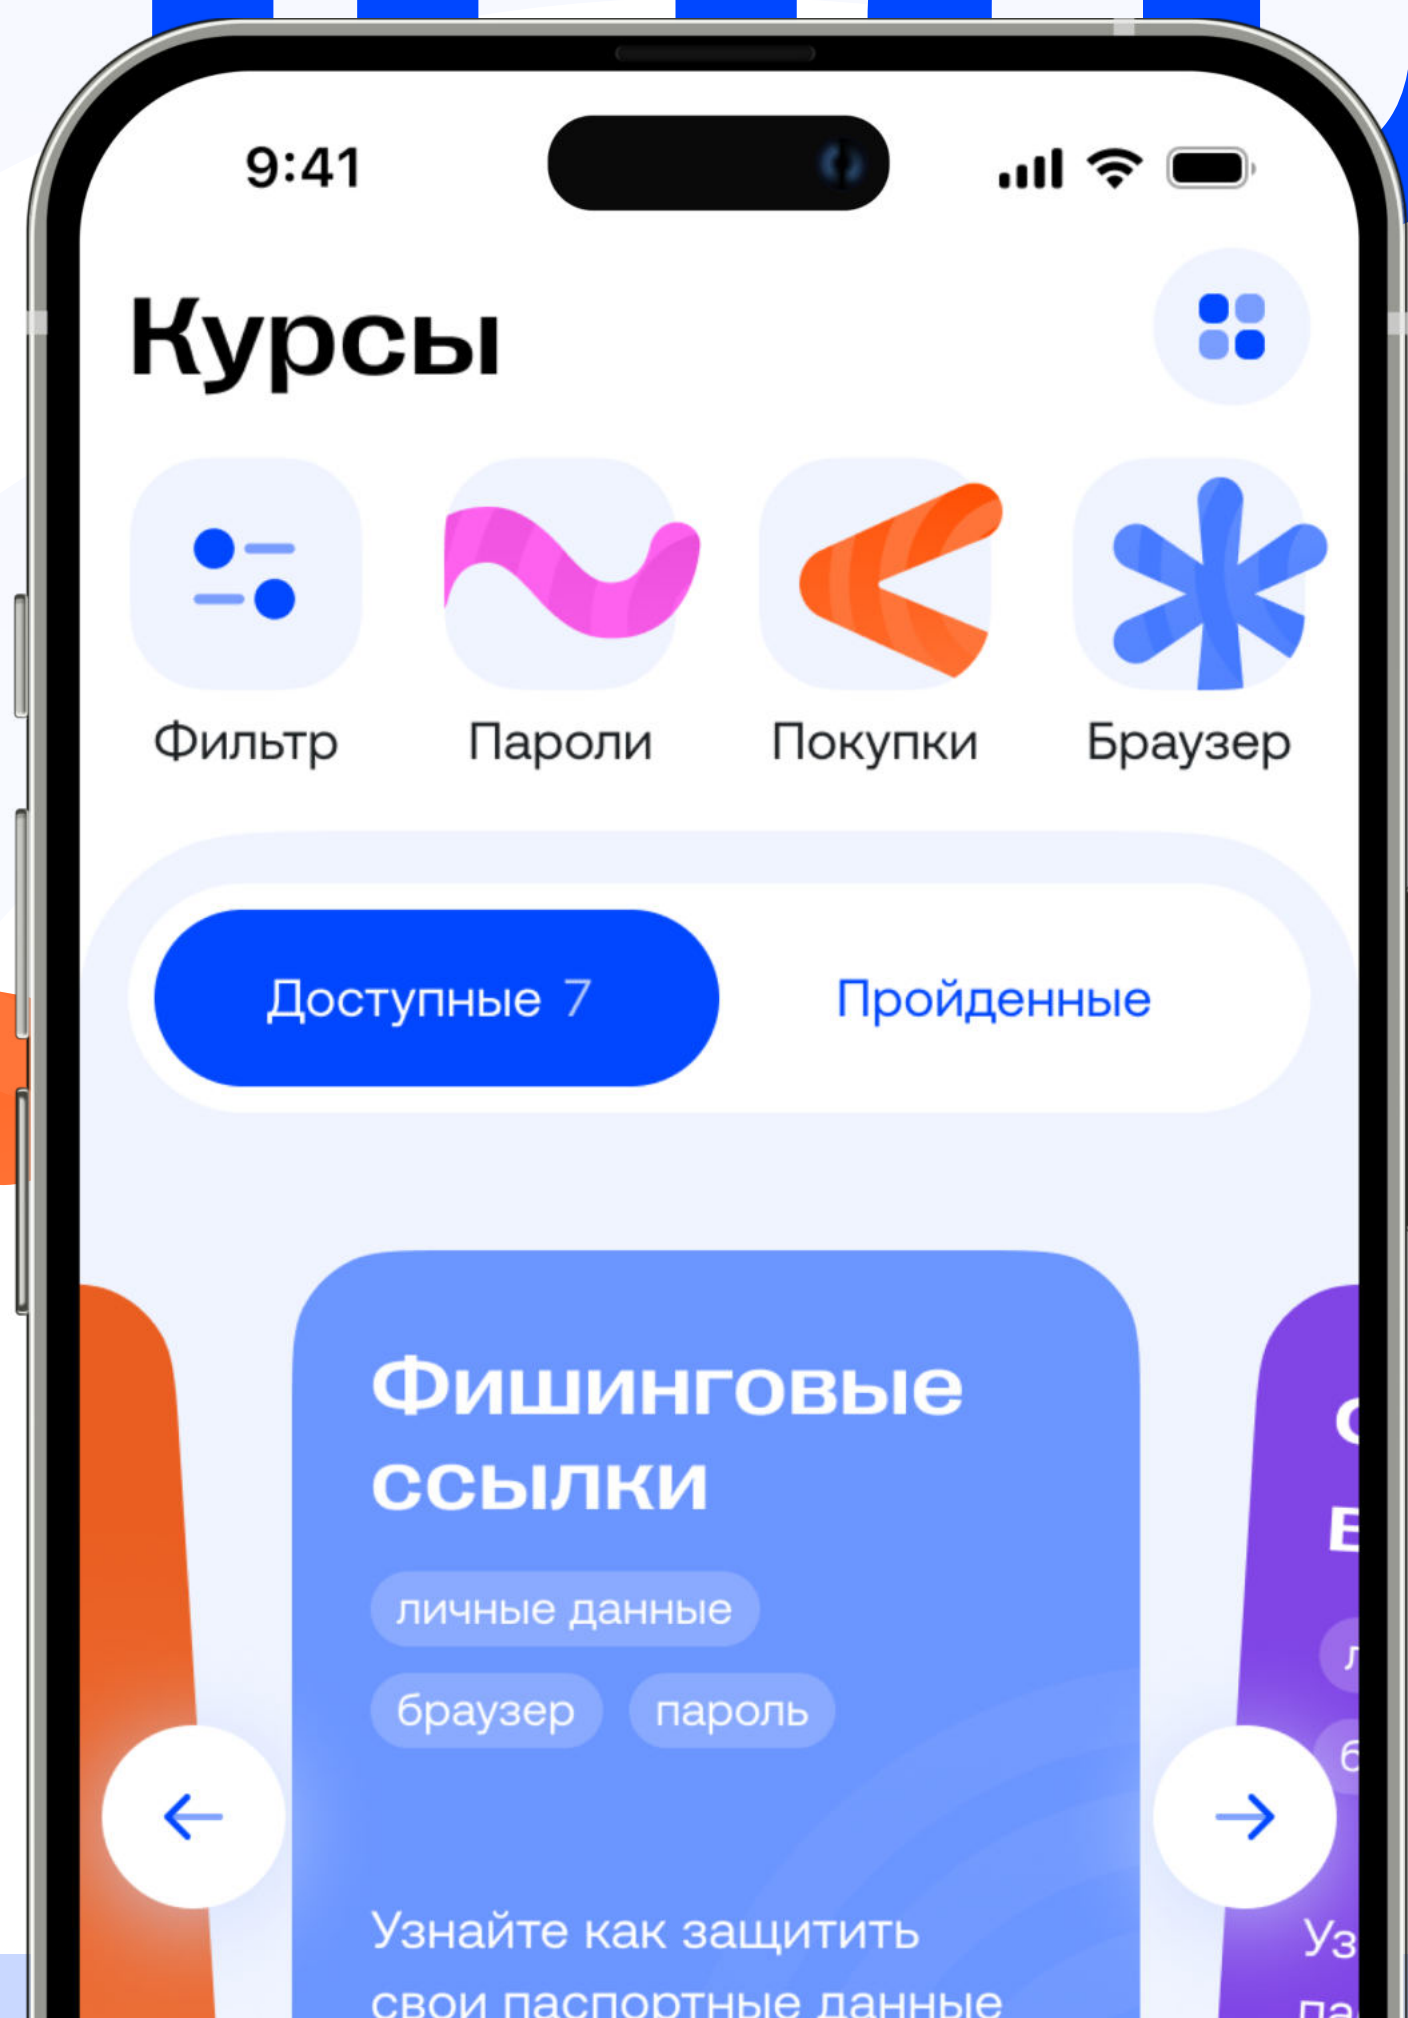 9:41
Курсы
Фильтр Пароли Покупки Браузер
Доступные 7 Пройденные
Фишинговые
ссылки
личные данные
браузер пароль
Узнайте как защитить
свои паспортные данные